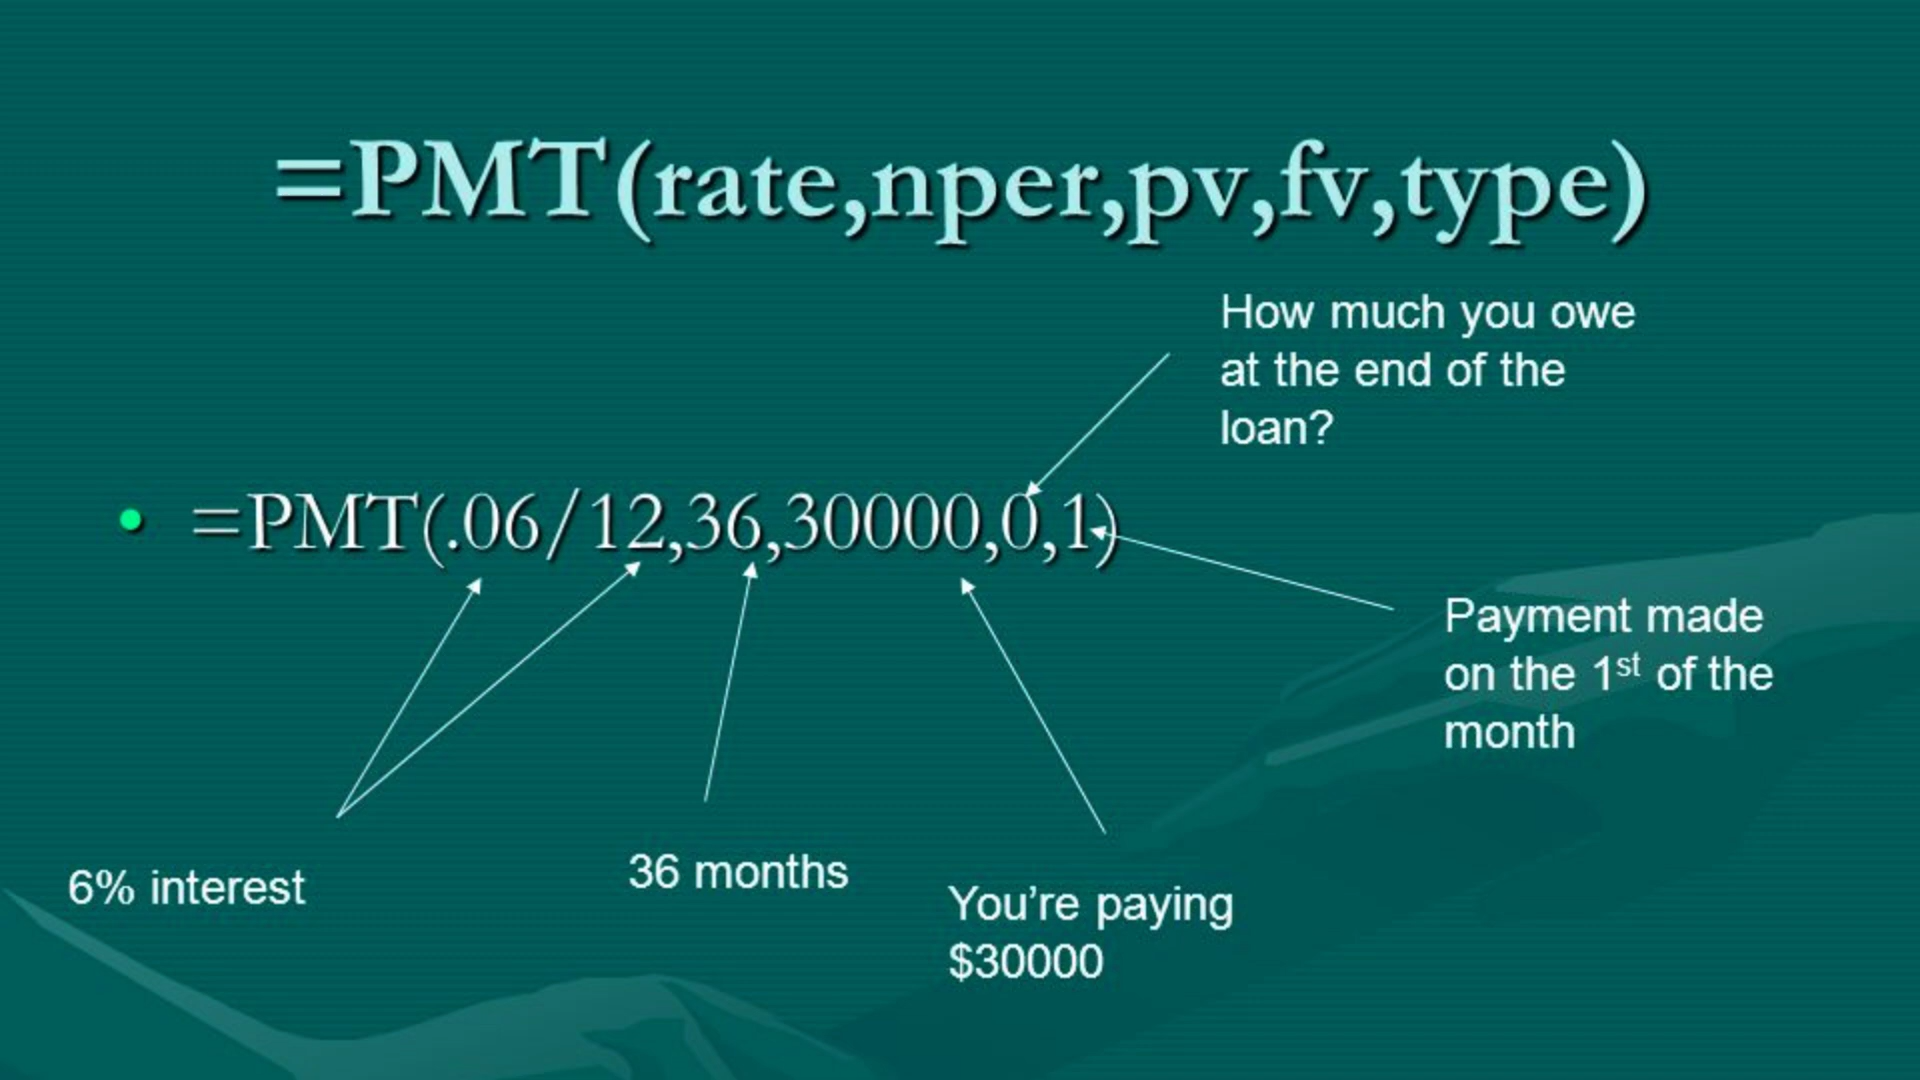 =PMT(rate,nper,pv,fv,type)
How much you owe
at the end of the
loan?
• =PMT(.06/12,36,30000,0,1)
Payment made
on the 1st of the
month
6% interest
36 months
You’re paying
$30000